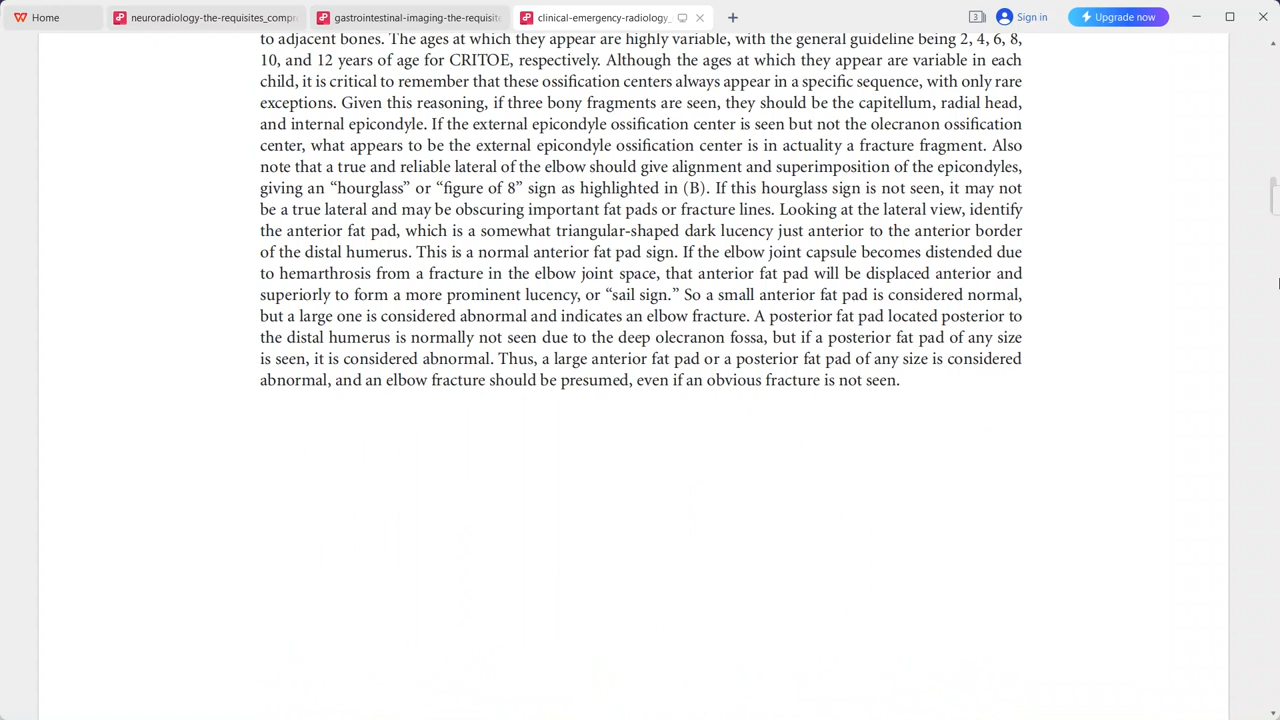 Home
neuroradiology-the-requisites_compr
gastrointestinal-imaging-the-requisite
clinical-emergency-radiology_
3
Sign in
Upgrade now
to adjacent bones. The ages at which they appear are highly variable, with the general guideline being 2, 4, 6, 8,
10, and 12 years of age for CRITOE, respectively. Although the ages at which they appear are variable in each
child, it is critical to remember that these ossification centers always appear in a specific sequence, with only rare
exceptions. Given this reasoning, if three bony fragments are seen, they should be the capitellum, radial head,
and internal epicondyle. If the external epicondyle ossification center is seen but not the olecranon ossification
center, what appears to be the external epicondyle ossification center is in actuality a fracture fragment. Also
note that a true and reliable lateral of the elbow should give alignment and superimposition of the epicondyles,
giving an “hourglass” or “figure of 8” sign as highlighted in (B). If this hourglass sign is not seen, it may not
be a true lateral and may be obscuring important fat pads or fracture lines. Looking at the lateral view, identify
the anterior fat pad, which is a somewhat triangular-shaped dark lucency just anterior to the anterior border
of the distal humerus. This is a normal anterior fat pad sign. If the elbow joint capsule becomes distended due
to hemarthrosis from a fracture in the elbow joint space, that anterior fat pad will be displaced anterior and
superiorly to form a more prominent lucency, or “sail sign.” So a small anterior fat pad is considered normal,
but a large one is considered abnormal and indicates an elbow fracture. A posterior fat pad located posterior to
the distal humerus is normally not seen due to the deep olecranon fossa, but if a posterior fat pad of any size
is seen, it is considered abnormal. Thus, a large anterior fat pad or a posterior fat pad of any size is considered
abnormal, and an elbow fracture should be presumed, even if an obvious fracture is not seen.